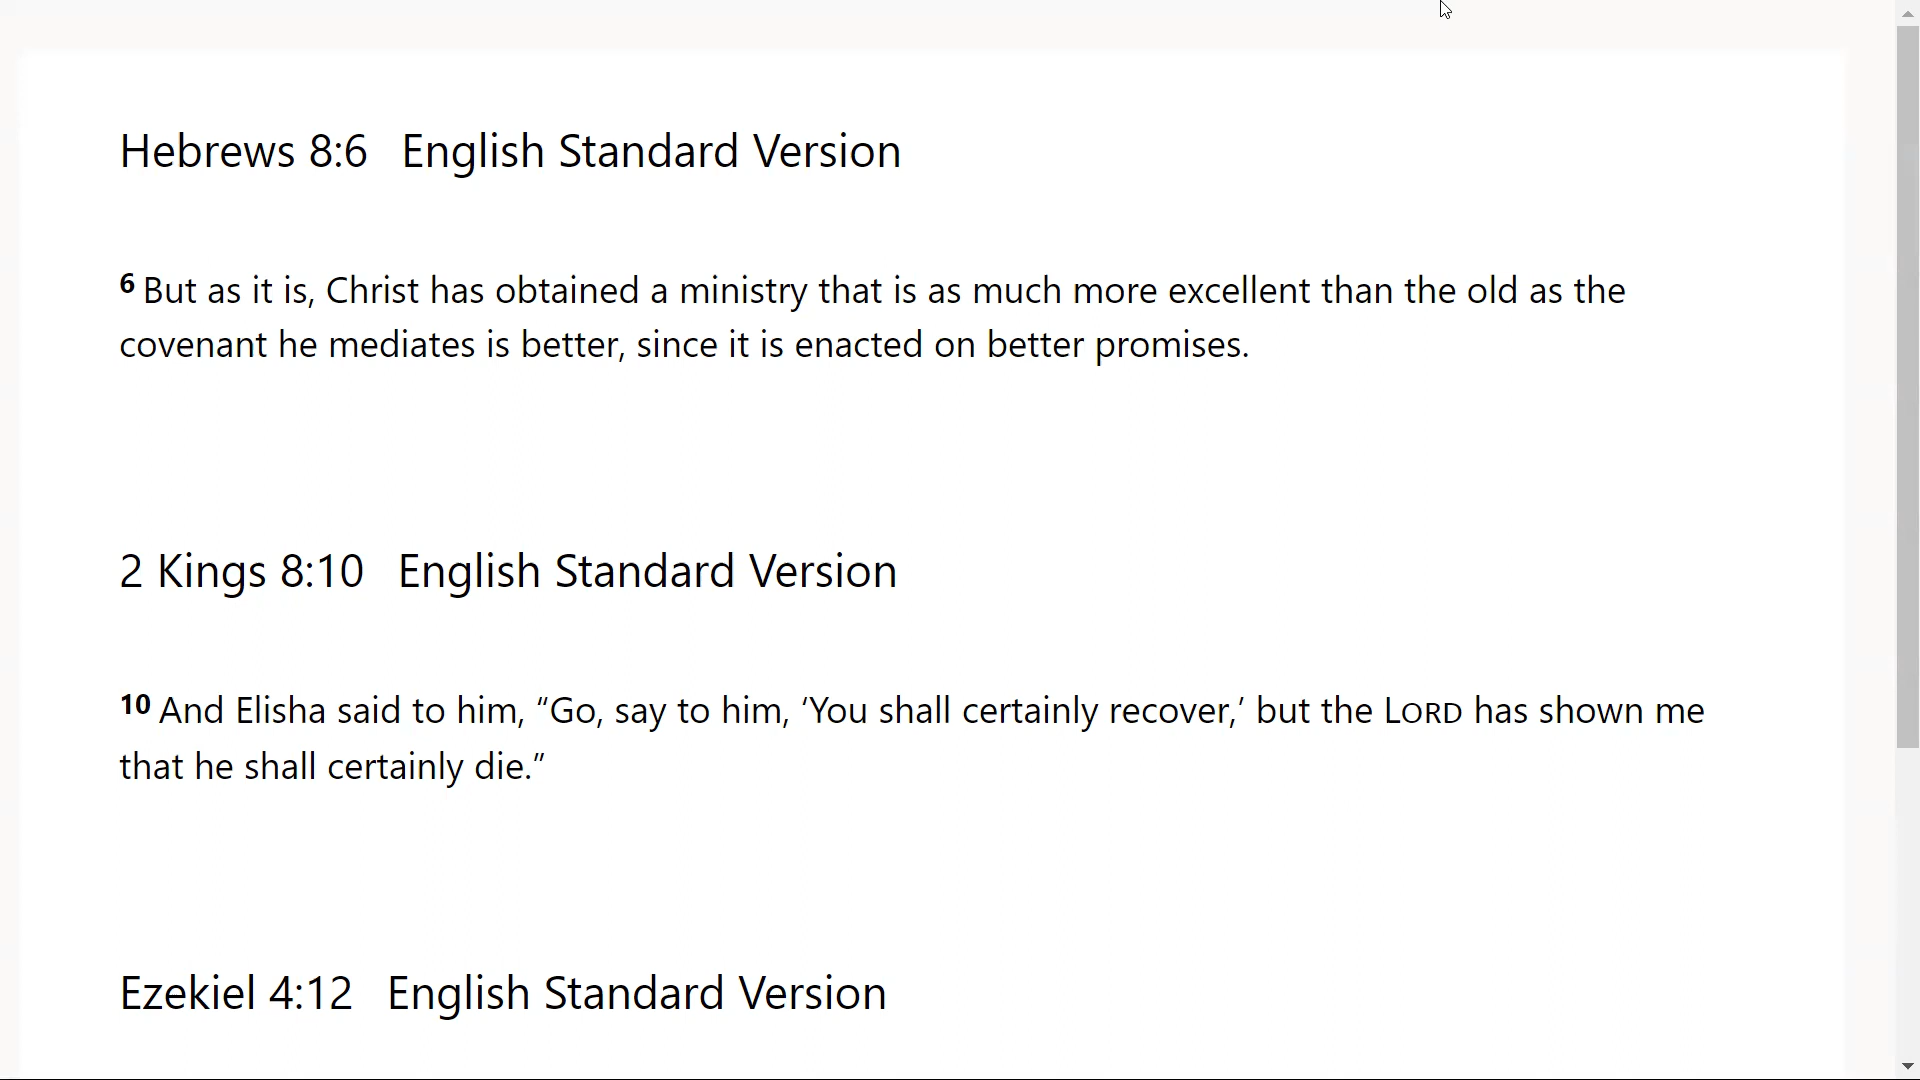 Hebrews 8:6 English Standard Version
6 But as it is, Christ has obtained a ministry that is as much more excellent than the old as the
covenant he mediates is better, since it is enacted on better promises.
2 Kings 8:10 English Standard Version
10 And Elisha said to him, “Go, say to him, ‘You shall certainly recover,’ but the LORD has shown me
that he shall certainly die.”
Ezekiel 4:12 English Standard Version